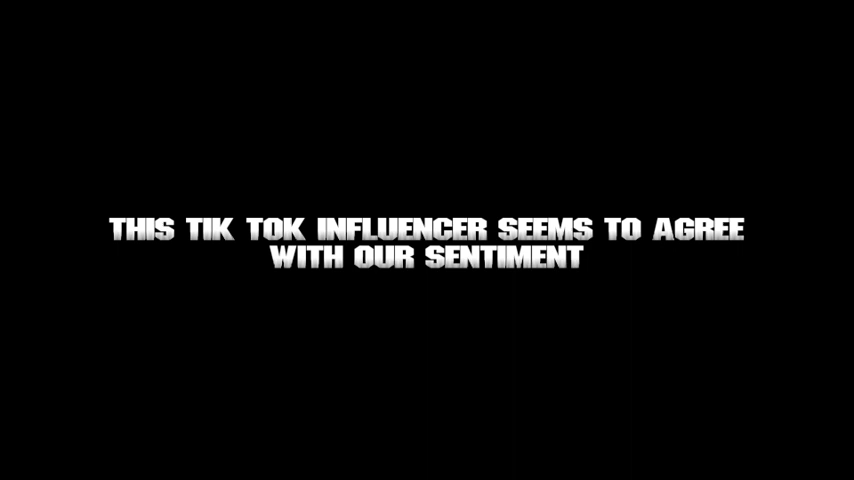 THIS TIK TOK INFLUENCER SEEMS TO AGREE
WITH OUR SENTIMENT